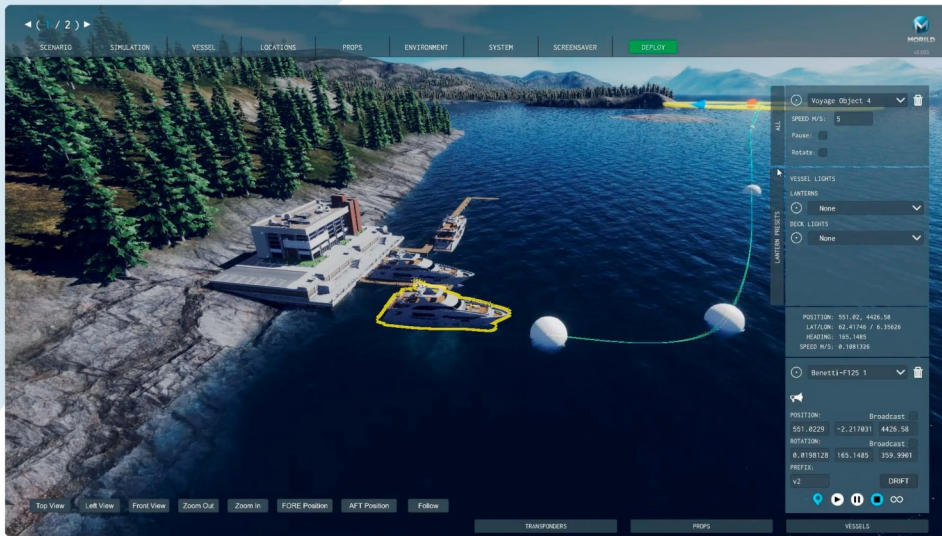 ◄ ( 1 / 2 ) ►
SCENARIO SIMULATION VESSEL LOCATIONS PROPS ENVIRONMENT SYSTEM SCREENSAVER DEPLOY
MORILD
ALL
Voyage Object 4
SPEED M/S: 5
Pause:
Rotate:
LANTERN PRESETS
VESSEL LIGHTS
LANTERNS
None
DECK LIGHTS
None
POSITION: 551.02, 4426.58
LAT/LON: 62.41746 / 6.35626
HEADING: 165.1485
SPEED M/S: 0.1081326
Benetti-F125 1
POSITION: Broadcast
551.0229 -2.217031 4426.58
ROTATION: Broadcast
0.0198128 165.1485 359.9901
PREFIX:
v2 DRIFT
Top View Left View Front View Zoom Out Zoom In FORE Position AFT Position Follow
TRANSPONDERS PROPS VESSELS